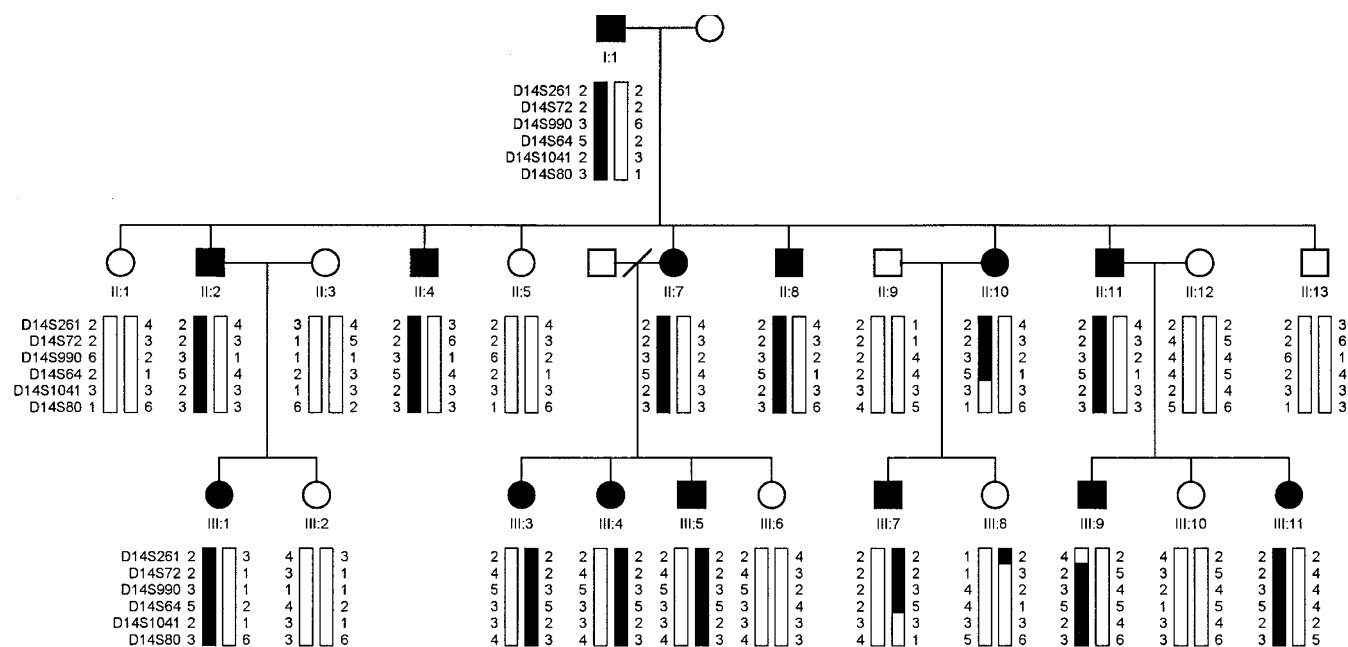 I:1
D14S261 2 2
D14S72 2 2
D14S990 3 6
D14S64 5 2
D14S1041 2 3
D14S80 3 1
II:1 II:2 II:3 II:4 II:5 II:7 II:8 II:9 II:10 II:11 II:12 II:13
D14S261 2 4 2 4 3 4 2 3 2 4 2 4 2 4 2 1 2 4 2 4 2 2 2 3
D14S72 2 3 2 3 1 5 2 6 2 3 2 3 2 3 2 1 2 3 2 3 4 5 2 6
D14S990 6 2 3 1 1 1 3 1 6 2 3 2 3 2 2 4 3 2 3 2 4 4 6 1
D14S64 2 1 5 4 2 3 5 4 2 1 5 4 5 1 2 4 5 1 5 1 4 5 2 4
D14S1041 3 3 2 3 1 3 2 3 3 3 2 3 2 3 3 3 3 3 2 3 2 4 3 3
D14S80 1 6 3 3 6 2 3 3 1 6 3 3 3 6 4 5 1 6 3 3 5 6 1 3
III:1 III:2 III:3 III:4 III:5 III:6 III:7 III:8 III:9 III:10 III:11
D14S261 2 3 4 3 2 2 2 2 2 2 2 4 2 2 1 2 4 2 4 2 2 2
D14S72 2 1 3 1 4 2 4 2 4 2 4 3 2 2 1 3 2 5 3 5 2 4
D14S990 3 1 1 1 5 3 5 3 5 3 5 2 2 3 4 2 3 4 2 4 3 4
D14S64 5 2 4 2 3 5 3 5 3 5 3 4 2 5 4 1 5 5 1 5 5 4
D14S1041 2 1 3 1 3 2 3 2 3 2 3 3 3 3 3 3 2 4 3 4 2 3
D14S80 3 6 3 6 4 3 4 3 4 3 4 3 4 1 5 6 3 6 3 6 3 5